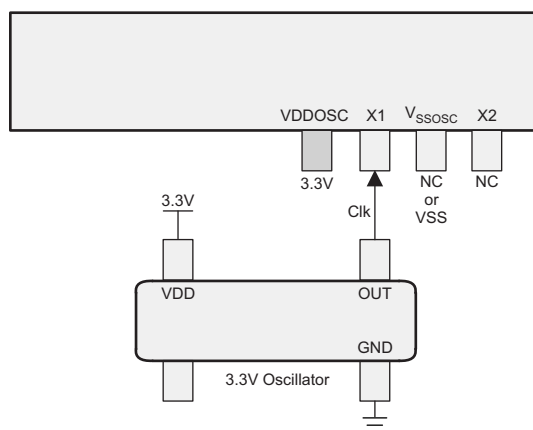 VDDOSC X1 VSSOSC X2
3.3V NC NC
or
VSS
Clk
3.3V
VDD OUT
GND
3.3V Oscillator